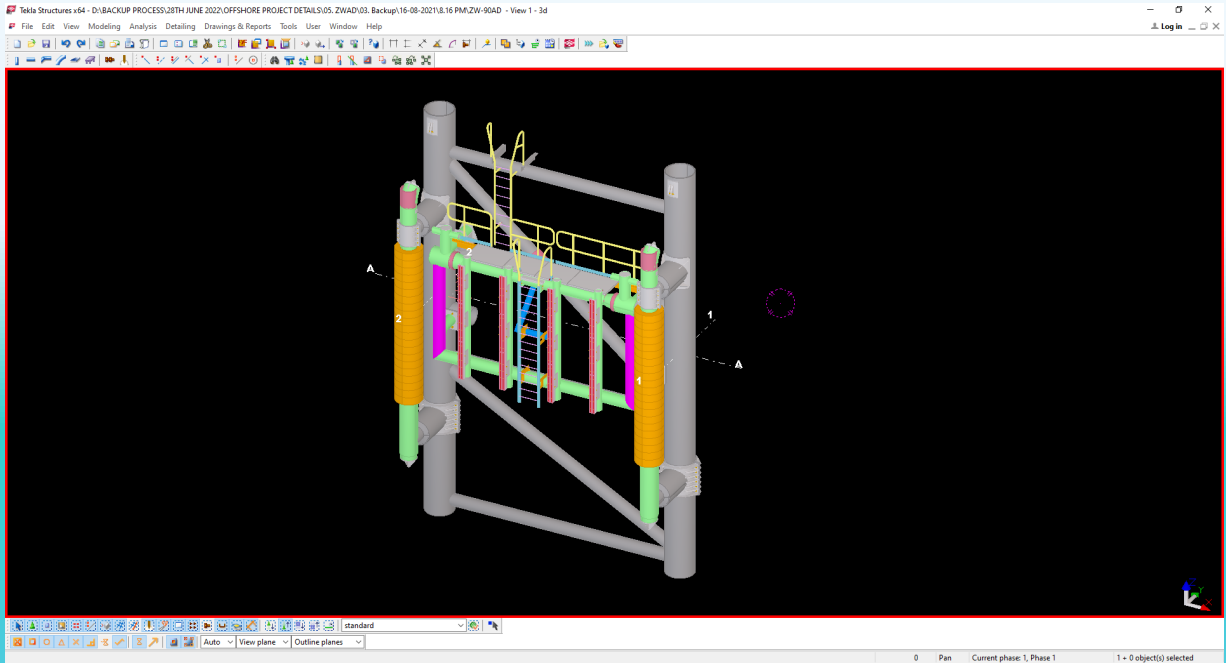 Tekla Structures x64 - D:\BACKUP PROCESS\28TH JUNE 2022\OFFSHORE PROJECT DETAILS\05. ZWAD\03. Backup\16-08-2021\8.16 PM\ZW-90AD - View 1 - 3d
File Edit View Modeling Analysis Detailing Drawings & Reports Tools User Window Help
Log in
2
A
2
1
A
1
Z
Y
X
standard
Auto View plane Outline planes
0 Pan Current phase: 1, Phase 1 1 + 0 object(s) selected